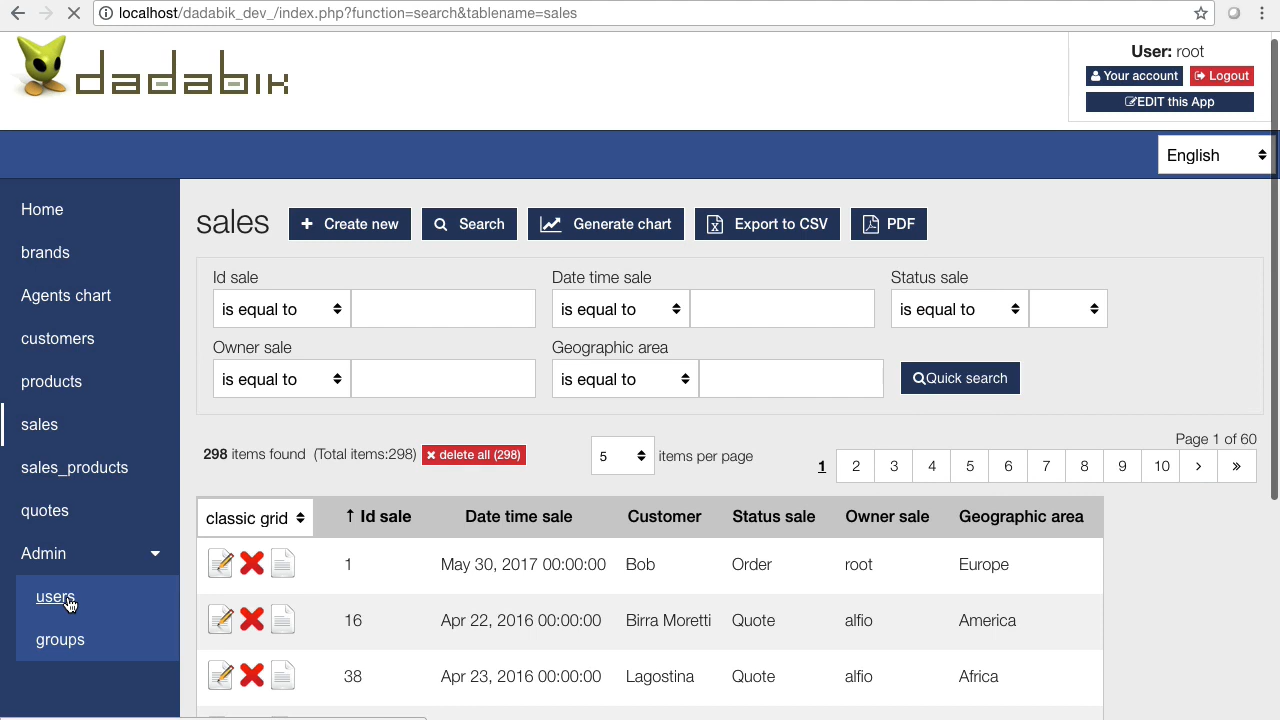 localhost/dadabik_dev_/index.php?function=search&tablename=sales
dadabik
User: root
Your account
Logout
EDIT this App
English
Home
brands
Agents chart
customers
products
sales
sales_products
quotes
Admin
users
groups
sales
+ Create new
Search
Generate chart
Export to CSV
PDF
Id sale
Date time sale
Status sale
is equal to
is equal to
is equal to
Owner sale
Geographic area
is equal to
is equal to
Quick search
298 items found (Total items:298)
delete all (298)
5 items per page
Page 1 of 60
1 2 3 4 5 6 7 8 9 10 › »
classic grid ↑ Id sale Date time sale Customer Status sale Owner sale Geographic area
1 May 30, 2017 00:00:00 Bob Order root Europe
16 Apr 22, 2016 00:00:00 Birra Moretti Quote alfio America
38 Apr 23, 2016 00:00:00 Lagostina Quote alfio Africa